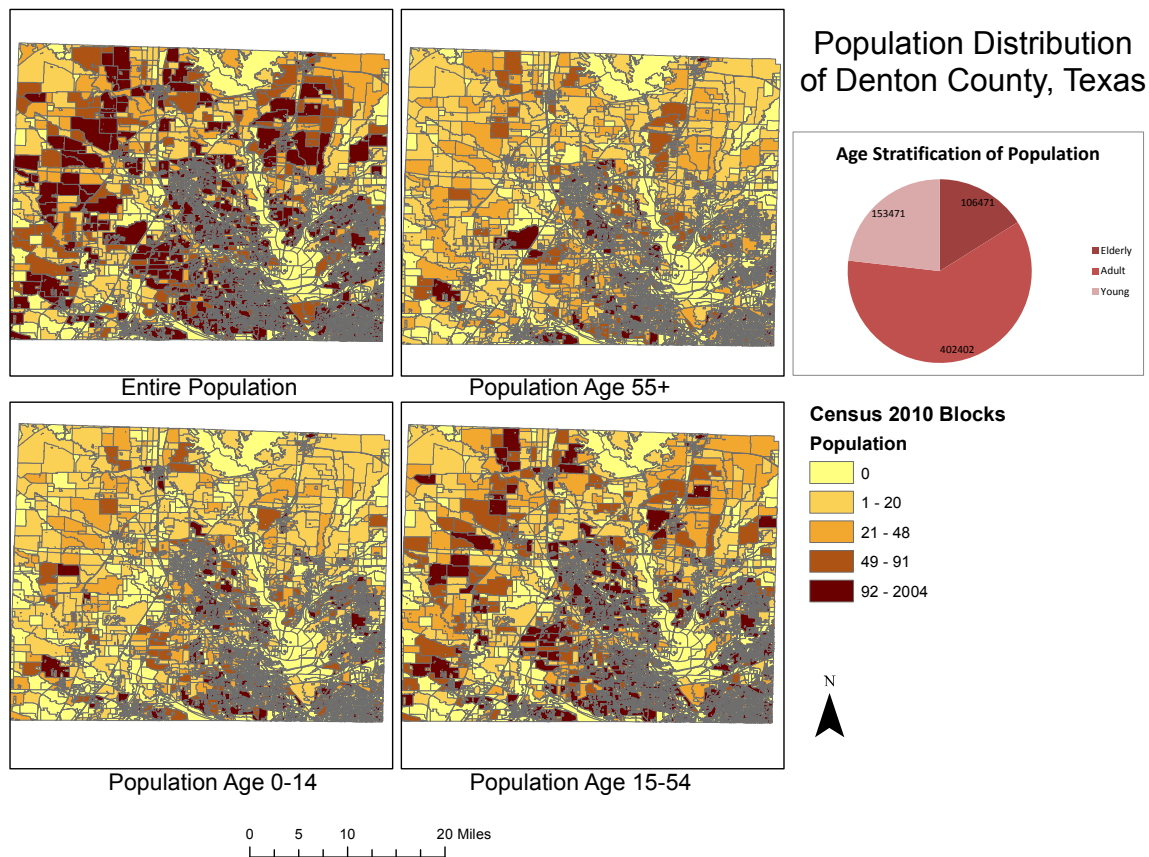 Population Distribution
of Denton County, Texas
Age Stratification of Population
106471
153471
402402
Elderly
Adult
Young
Entire Population
Population Age 55+
Census 2010 Blocks
Population
0
1 - 20
21 - 48
49 - 91
92 - 2004
N
Population Age 0-14
Population Age 15-54
0 5 10 20 Miles